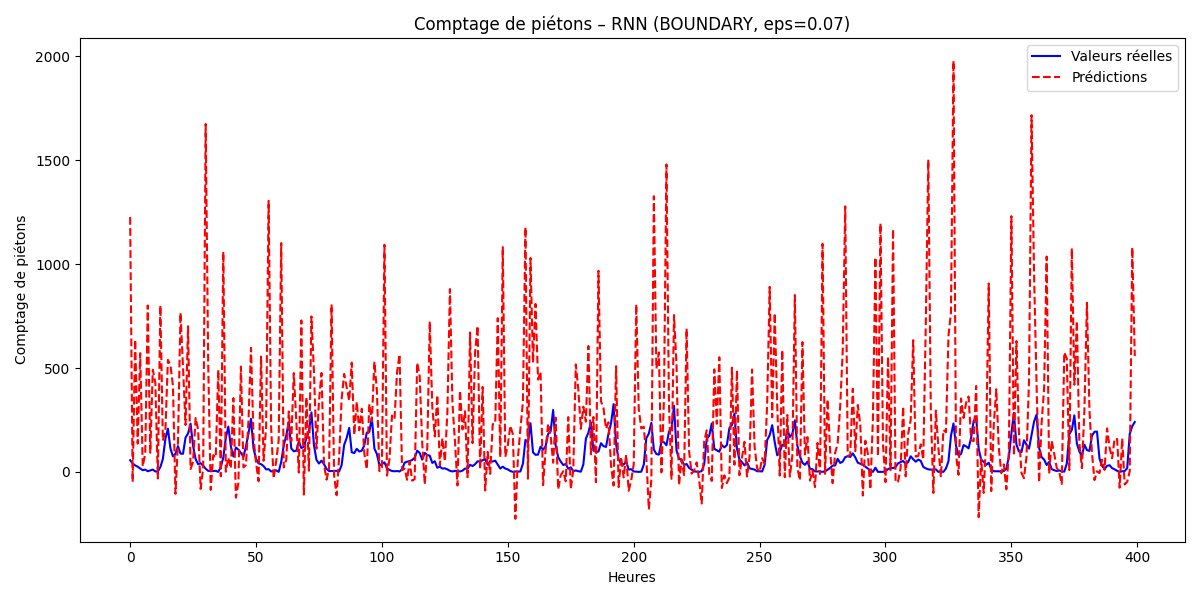 Comptage de piétons – RNN (BOUNDARY, eps=0.07)
Valeurs réelles
Prédictions
Comptage de piétons
2000
1500
1000
500
0
0 50 100 150 200 250 300 350 400
Heures